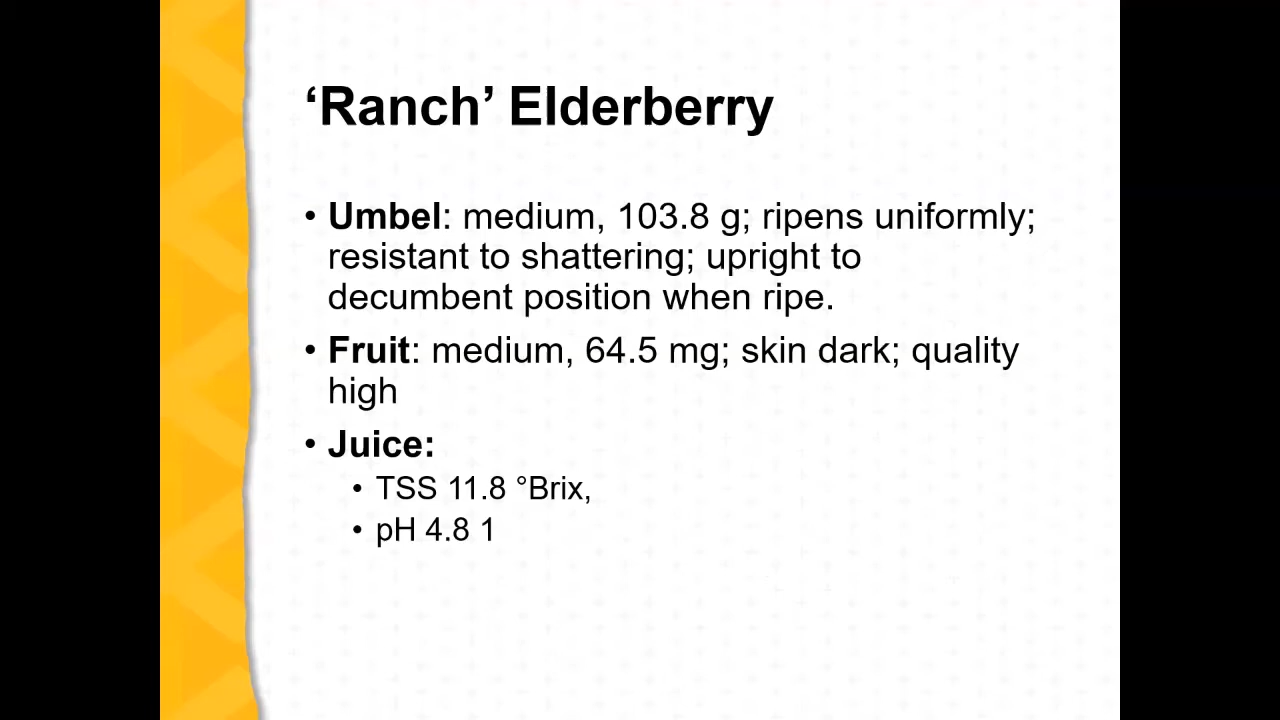 ‘Ranch’ Elderberry
• Umbel: medium, 103.8 g; ripens uniformly;
resistant to shattering; upright to
decumbent position when ripe.
• Fruit: medium, 64.5 mg; skin dark; quality
high
• Juice:
• TSS 11.8 °Brix,
• pH 4.8 1